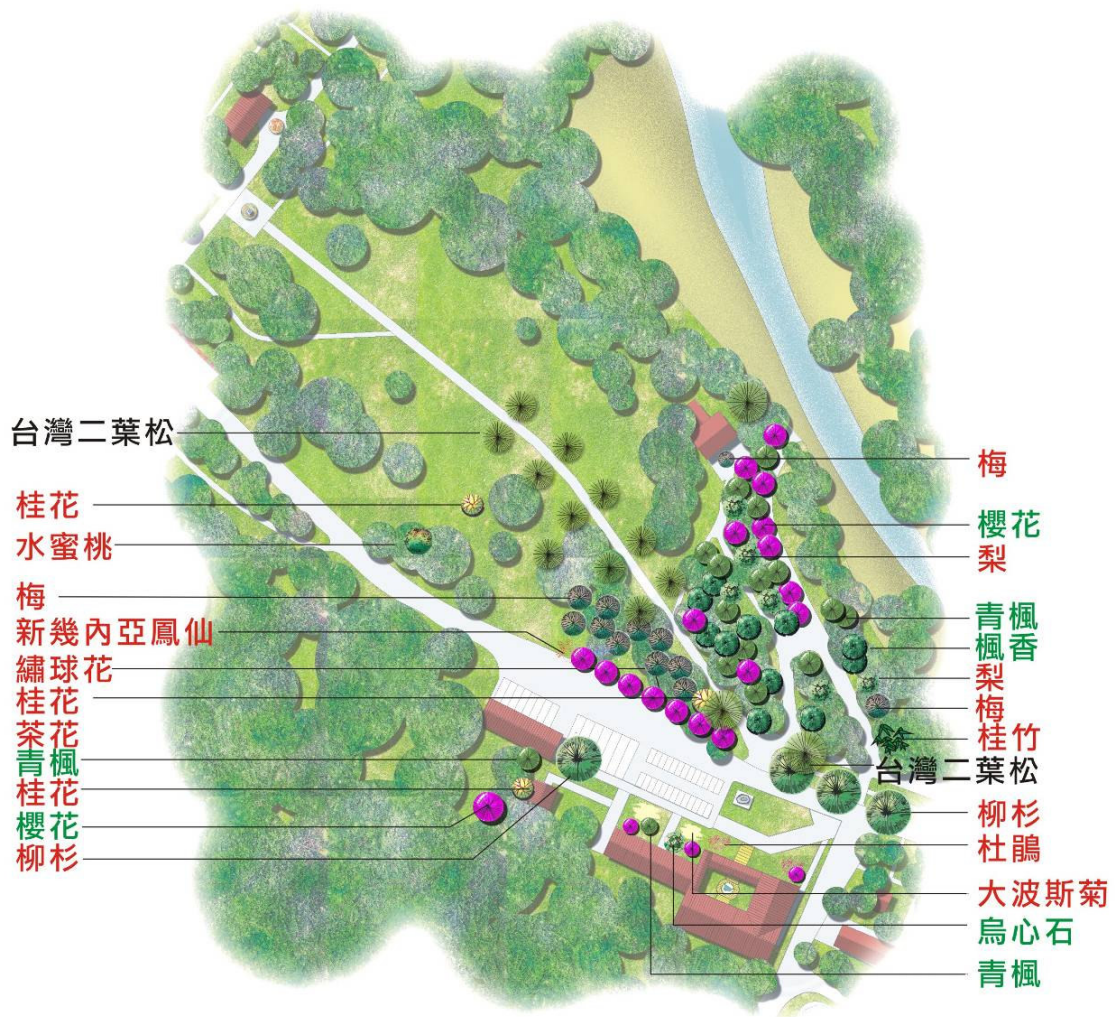 台灣二葉松
桂花
水蜜桃
梅
新幾內亞鳳仙
繡球花
桂花
茶花
青楓
桂花
櫻花
柳杉
梅
櫻花
梨
青楓
楓香
梨
梅
桂竹
台灣二葉松
柳杉
杜鵑
大波斯菊
烏心石
青楓